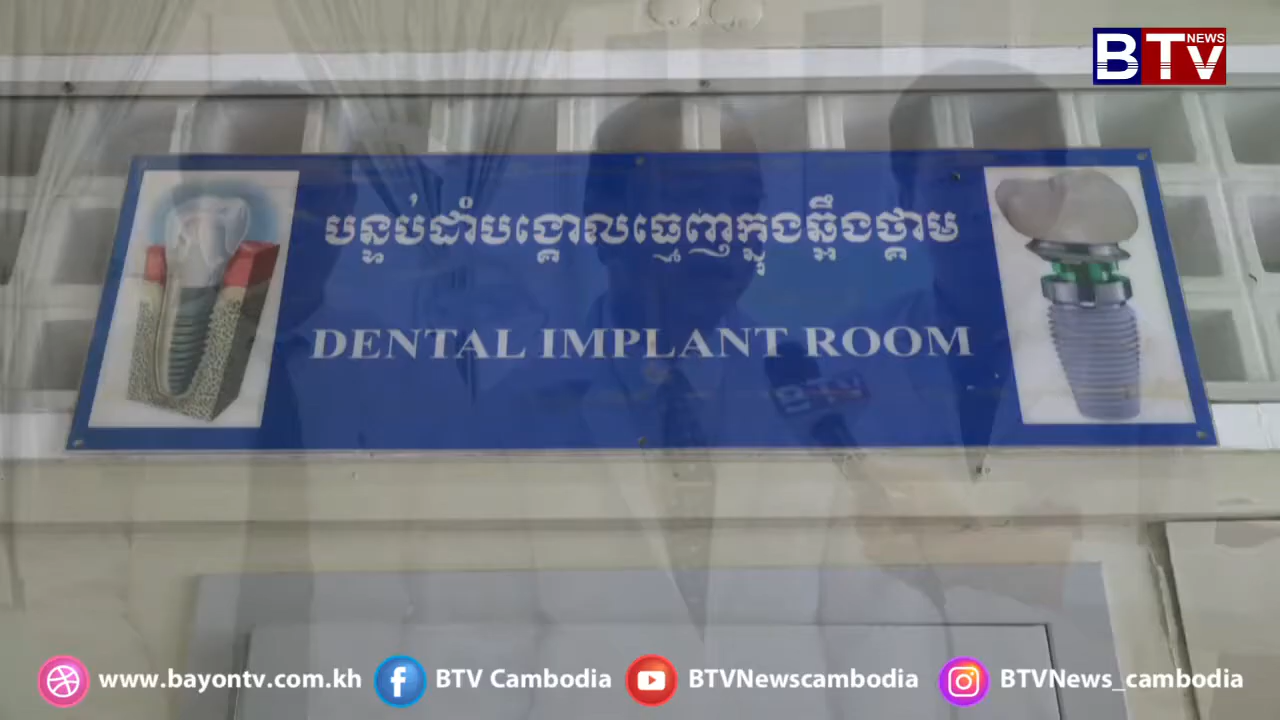 BTV NEWS
បន្ទប់ដាំបង្គោលធ្មេញក្នុងឆ្អឹងថ្គាម
DENTAL IMPLANT ROOM
BTV
www.bayontv.com.kh BTV Cambodia BTVNewscambodia BTVNews_cambodia